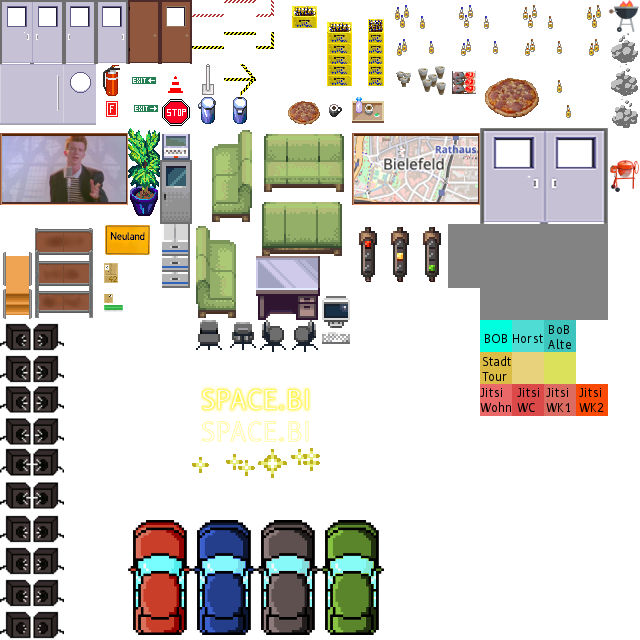 EXIT
F
EXIT
STOP
Rathaus
Bielefeld
Neuland
BOB
Horst
BoB
Alte
Stadt
Tour
Jitsi
Wohn
Jitsi
WC
Jitsi
WK1
Jitsi
WK2
SPACE.BI
SPACE.BI